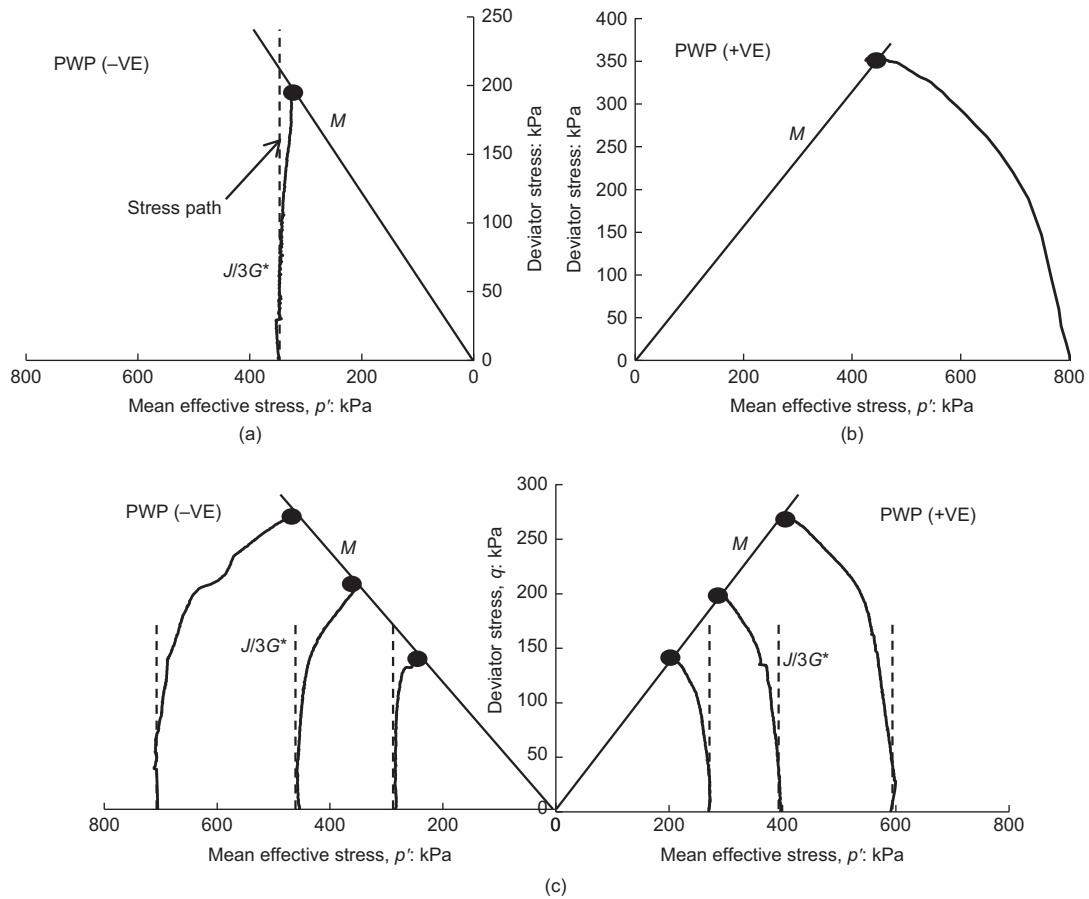 PWP (–VE)
M
Stress path
J/3G*
250
200
150
100
50
0
Deviator stress: kPa
800
600
400
200
0
Mean effective stress, p′: kPa
(a)
PWP (+VE)
M
400
350
300
250
200
150
100
50
0
Deviator stress: kPa
0
200
400
600
800
Mean effective stress, p′: kPa
(b)
PWP (–VE)
M
J/3G*
300
250
200
150
100
50
0
Deviator stress, q: kPa
800
600
400
200
0
Mean effective stress, p′: kPa
PWP (+VE)
M
J/3G*
0
200
400
600
800
Mean effective stress, p′: kPa
(c)